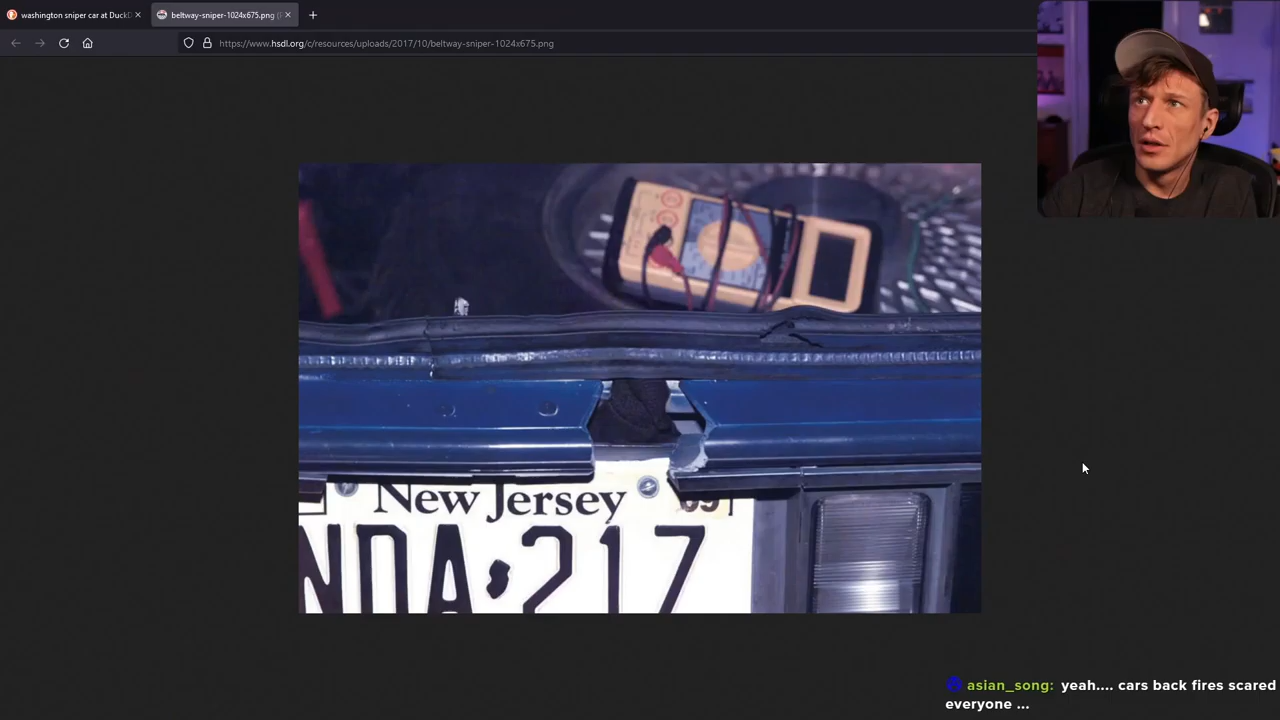 washington sniper car at Duck
beltway-sniper-1024x675.png (
https://www.hsdl.org/c/resources/uploads/2017/10/beltway-sniper-1024x675.png
New Jersey
NDA•217
asian_song: yeah.... cars back fires scared
everyone ...